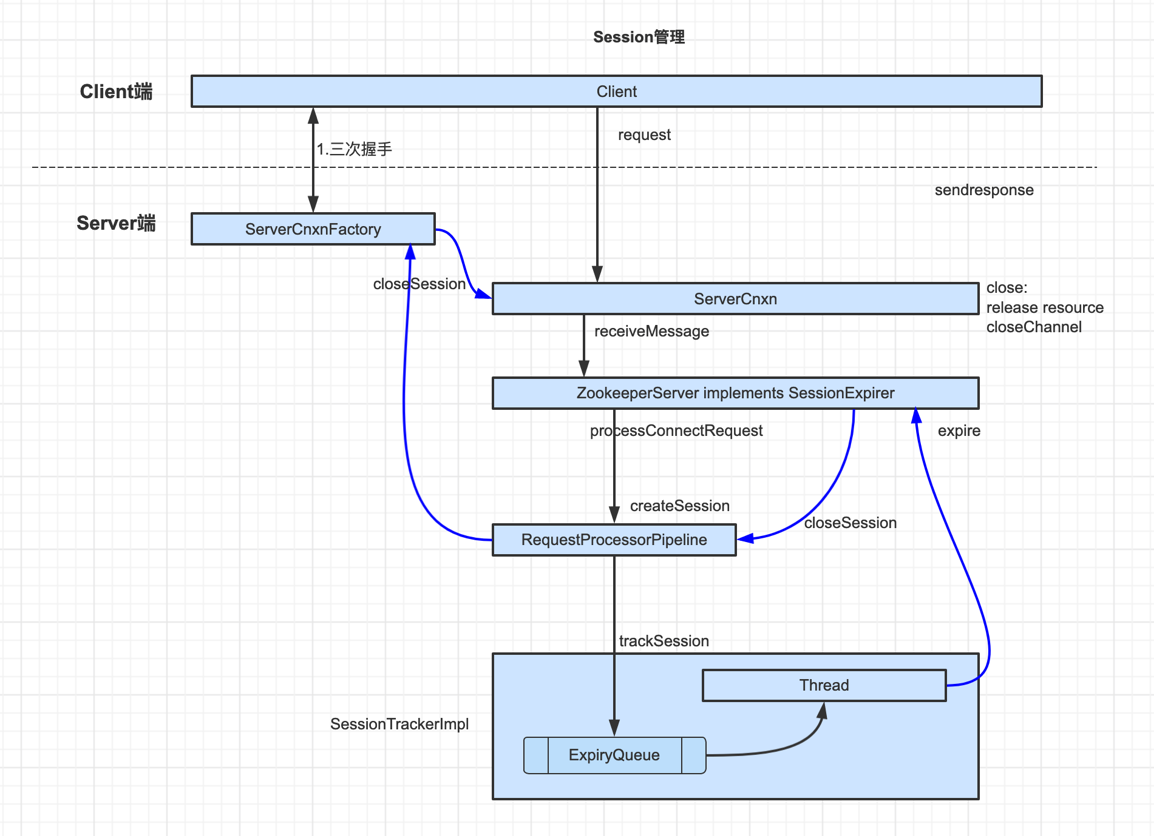 Session管理
Client端
Client
request
1.三次握手
sendresponse
Server端
ServerCnxnFactory
closeSession
ServerCnxn
close:
release resource
closeChannel
receiveMessage
ZookeeperServer implements SessionExpirer
processConnectRequest
expire
createSession
closeSession
RequestProcessorPipeline
trackSession
Thread
SessionTrackerImpl
ExpiryQueue